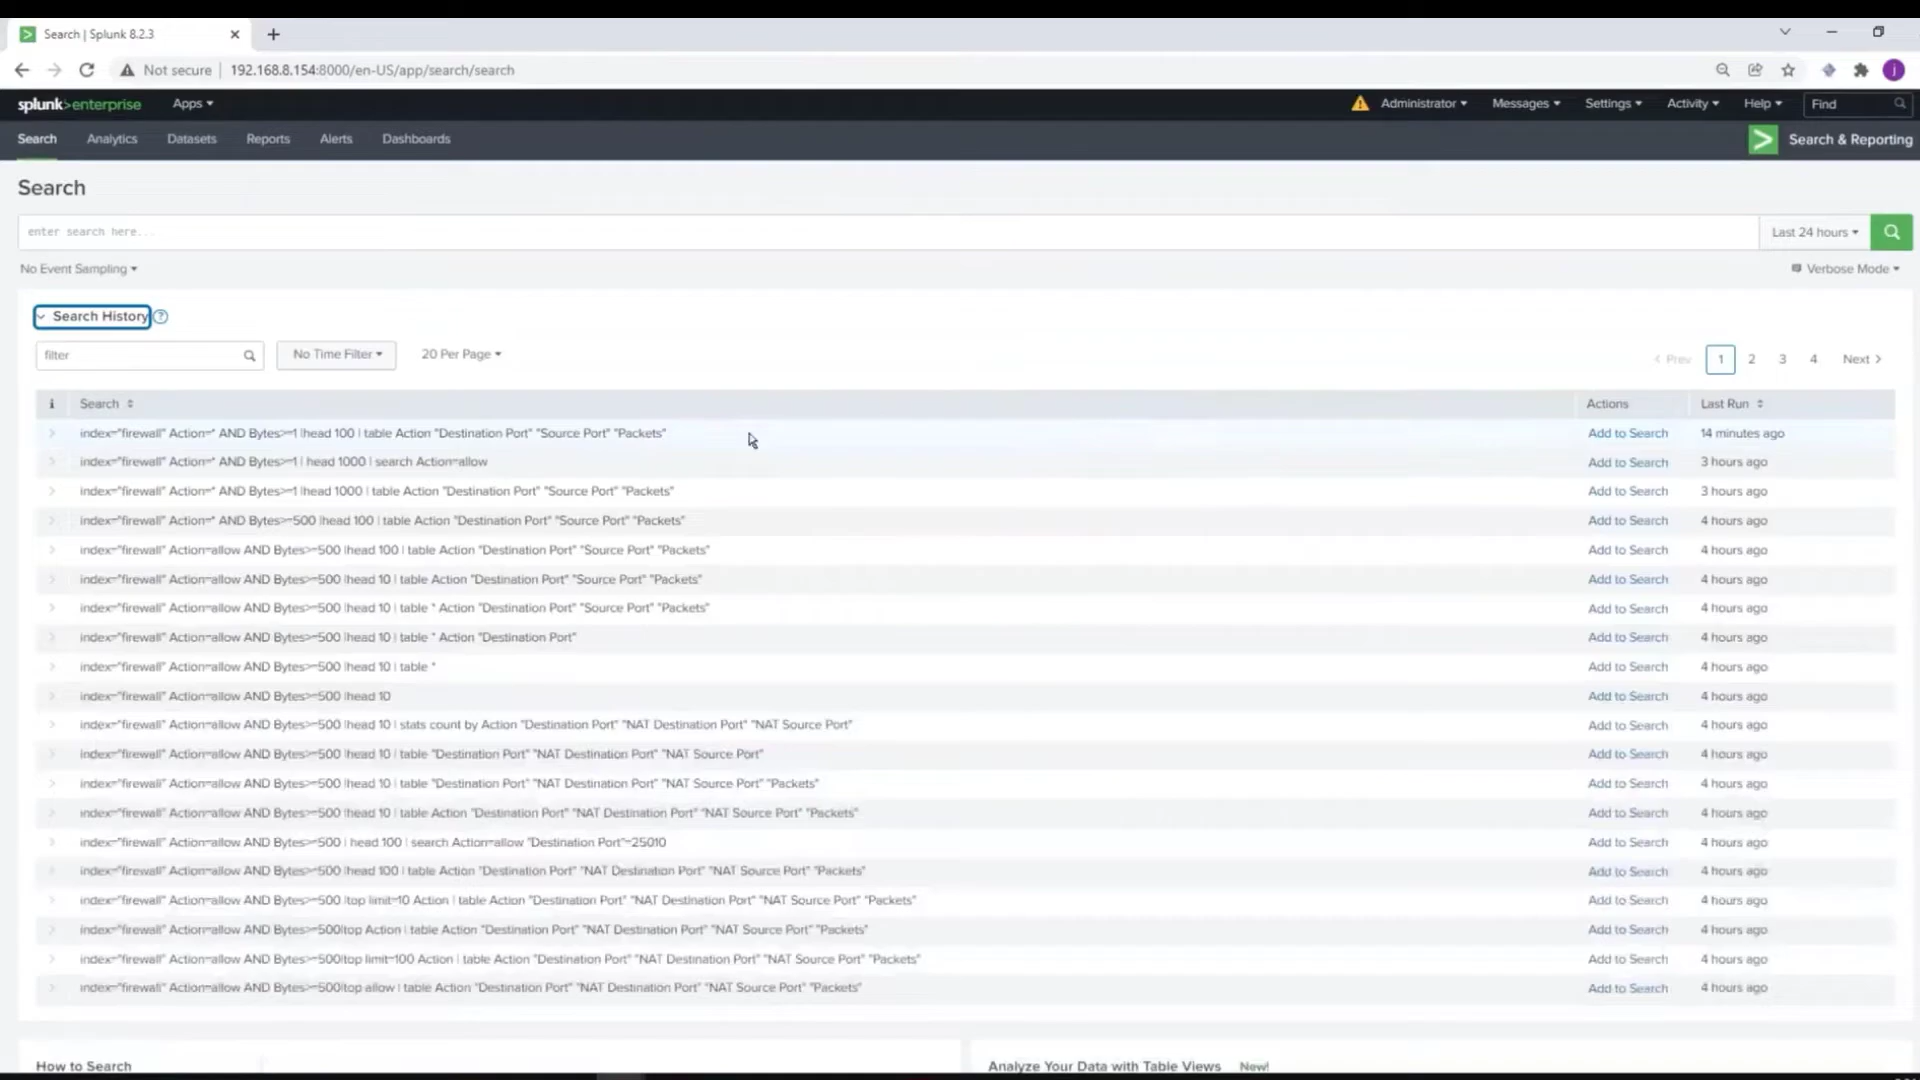 Search | Splunk 8.2.3
Not secure 192.168.8.154:8000/en-US/app/search/search
splunk>enterprise Apps Administrator Messages Settings Activity Help Find
Search Analytics Datasets Reports Alerts Dashboards Search & Reporting
Search
enter search here... Last 24 hours
No Event Sampling Verbose Mode
Search History ?
filter No Time Filter 20 Per Page < Prev 1 2 3 4 Next >
i Search Actions Last Run
index="firewall" Action=* AND Bytes>=1 |head 100 | table Action "Destination Port" "Source Port" "Packets" Add to Search 14 minutes ago
index="firewall" Action=* AND Bytes>=1 | head 1000 | search Action=allow Add to Search 3 hours ago
index="firewall" Action=* AND Bytes>=1 |head 1000 | table Action "Destination Port" "Source Port" "Packets" Add to Search 3 hours ago
index="firewall" Action=* AND Bytes>=500 |head 100 | table Action "Destination Port" "Source Port" "Packets" Add to Search 4 hours ago
index="firewall" Action=allow AND Bytes>=500 |head 100 | table Action "Destination Port" "Source Port" "Packets" Add to Search 4 hours ago
index="firewall" Action=allow AND Bytes>=500 |head 10 | table Action "Destination Port" "Source Port" "Packets" Add to Search 4 hours ago
index="firewall" Action=allow AND Bytes>=500 |head 10 | table * Action "Destination Port" "Source Port" "Packets" Add to Search 4 hours ago
index="firewall" Action=allow AND Bytes>=500 |head 10 | table * Action "Destination Port" Add to Search 4 hours ago
index="firewall" Action=allow AND Bytes>=500 |head 10 | table * Add to Search 4 hours ago
index="firewall" Action=allow AND Bytes>=500 |head 10 Add to Search 4 hours ago
index="firewall" Action=allow AND Bytes>=500 |head 10 | stats count by Action "Destination Port" "NAT Destination Port" "NAT Source Port" Add to Search 4 hours ago
index="firewall" Action=allow AND Bytes>=500 |head 10 | table "Destination Port" "NAT Destination Port" "NAT Source Port" Add to Search 4 hours ago
index="firewall" Action=allow AND Bytes>=500 |head 10 | table "Destination Port" "NAT Destination Port" "NAT Source Port" "Packets" Add to Search 4 hours ago
index="firewall" Action=allow AND Bytes>=500 |head 10 | table Action "Destination Port" "NAT Destination Port" "NAT Source Port" "Packets" Add to Search 4 hours ago
index="firewall" Action=allow AND Bytes>=500 | head 100 | search Action=allow "Destination Port"=25010 Add to Search 4 hours ago
index="firewall" Action=allow AND Bytes>=500 |head 100 | table Action "Destination Port" "NAT Destination Port" "NAT Source Port" "Packets" Add to Search 4 hours ago
index="firewall" Action=allow AND Bytes>=500 |top limit=10 Action | table Action "Destination Port" "NAT Destination Port" "NAT Source Port" "Packets" Add to Search 4 hours ago
index="firewall" Action=allow AND Bytes>=500|top Action | table Action "Destination Port" "NAT Destination Port" "NAT Source Port" "Packets" Add to Search 4 hours ago
index="firewall" Action=allow AND Bytes>=500|top limit=100 Action | table Action "Destination Port" "NAT Destination Port" "NAT Source Port" "Packets" Add to Search 4 hours ago
index="firewall" Action=allow AND Bytes>=500|top allow | table Action "Destination Port" "NAT Destination Port" "NAT Source Port" "Packets" Add to Search 4 hours ago
How to Search Analyze Your Data with Table Views New!